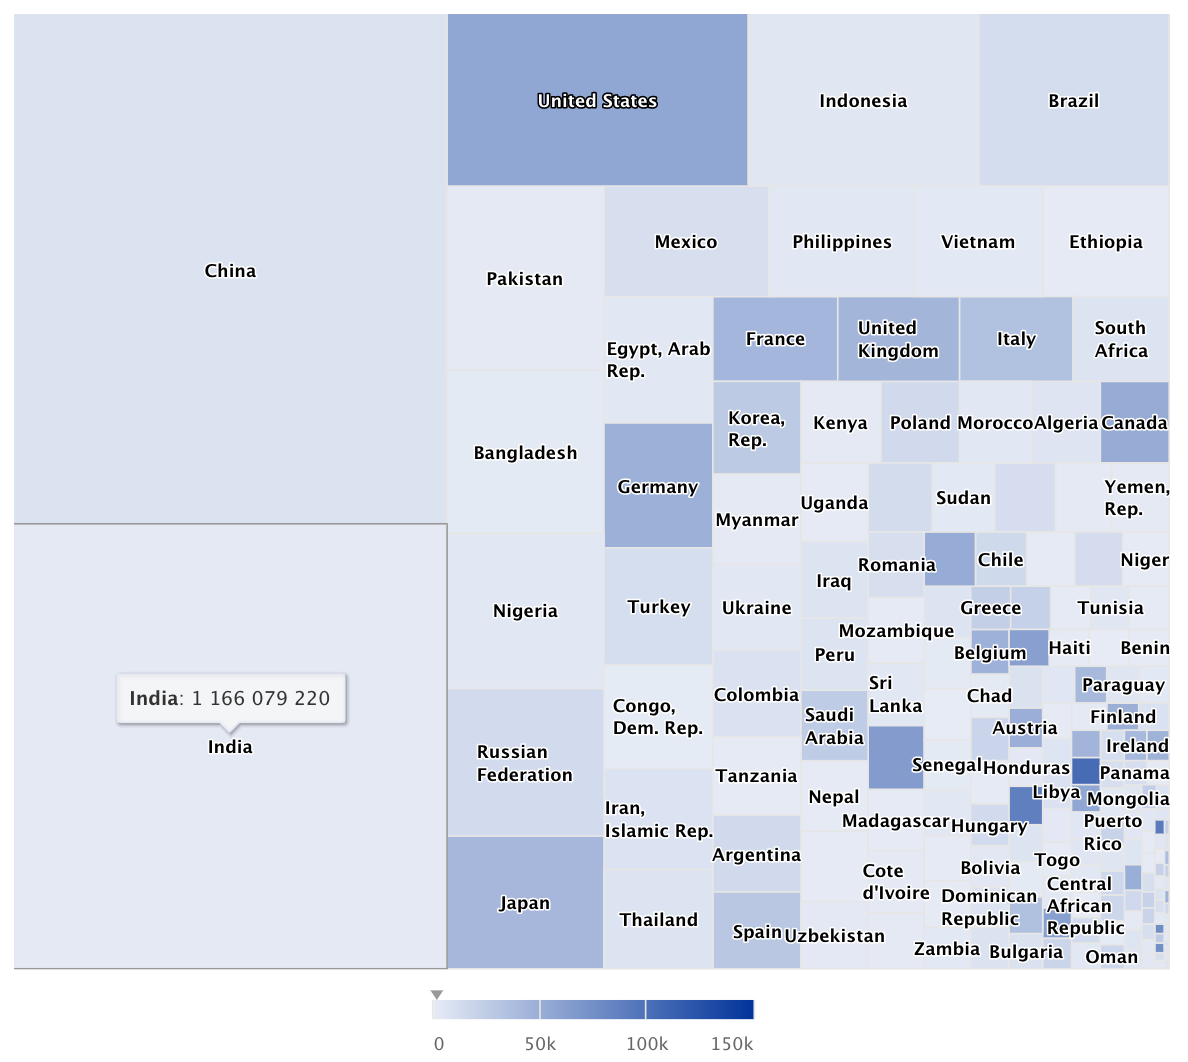 China
India: 1 166 079 220
India
United States
Indonesia
Brazil
Pakistan
Bangladesh
Nigeria
Russian
Federation
Japan
Mexico
Philippines
Vietnam
Ethiopia
Egypt, Arab
Rep.
Germany
Turkey
Congo,
Dem. Rep.
Iran,
Islamic Rep.
Thailand
France
United
Kingdom
Italy
South
Africa
Korea,
Rep.
Myanmar
Ukraine
Colombia
Tanzania
Argentina
Spain
Kenya
Poland
Morocco
Algeria
Canada
Uganda
Iraq
Peru
Saudi
Arabia
Nepal
Uzbekistan
Sudan
Yemen,
Rep.
Romania
Chile
Niger
Mozambique
Sri
Lanka
Madagascar
Cote
d'Ivoire
Greece
Tunisia
Belgium
Haiti
Benin
Chad
Paraguay
Austria
Finland
Senegal
Honduras
Ireland
Libya
Panama
Hungary
Mongolia
Puerto
Rico
Bolivia
Togo
Dominican
Republic
Central
African
Republic
Zambia
Bulgaria
Oman
0
50k
100k
150k